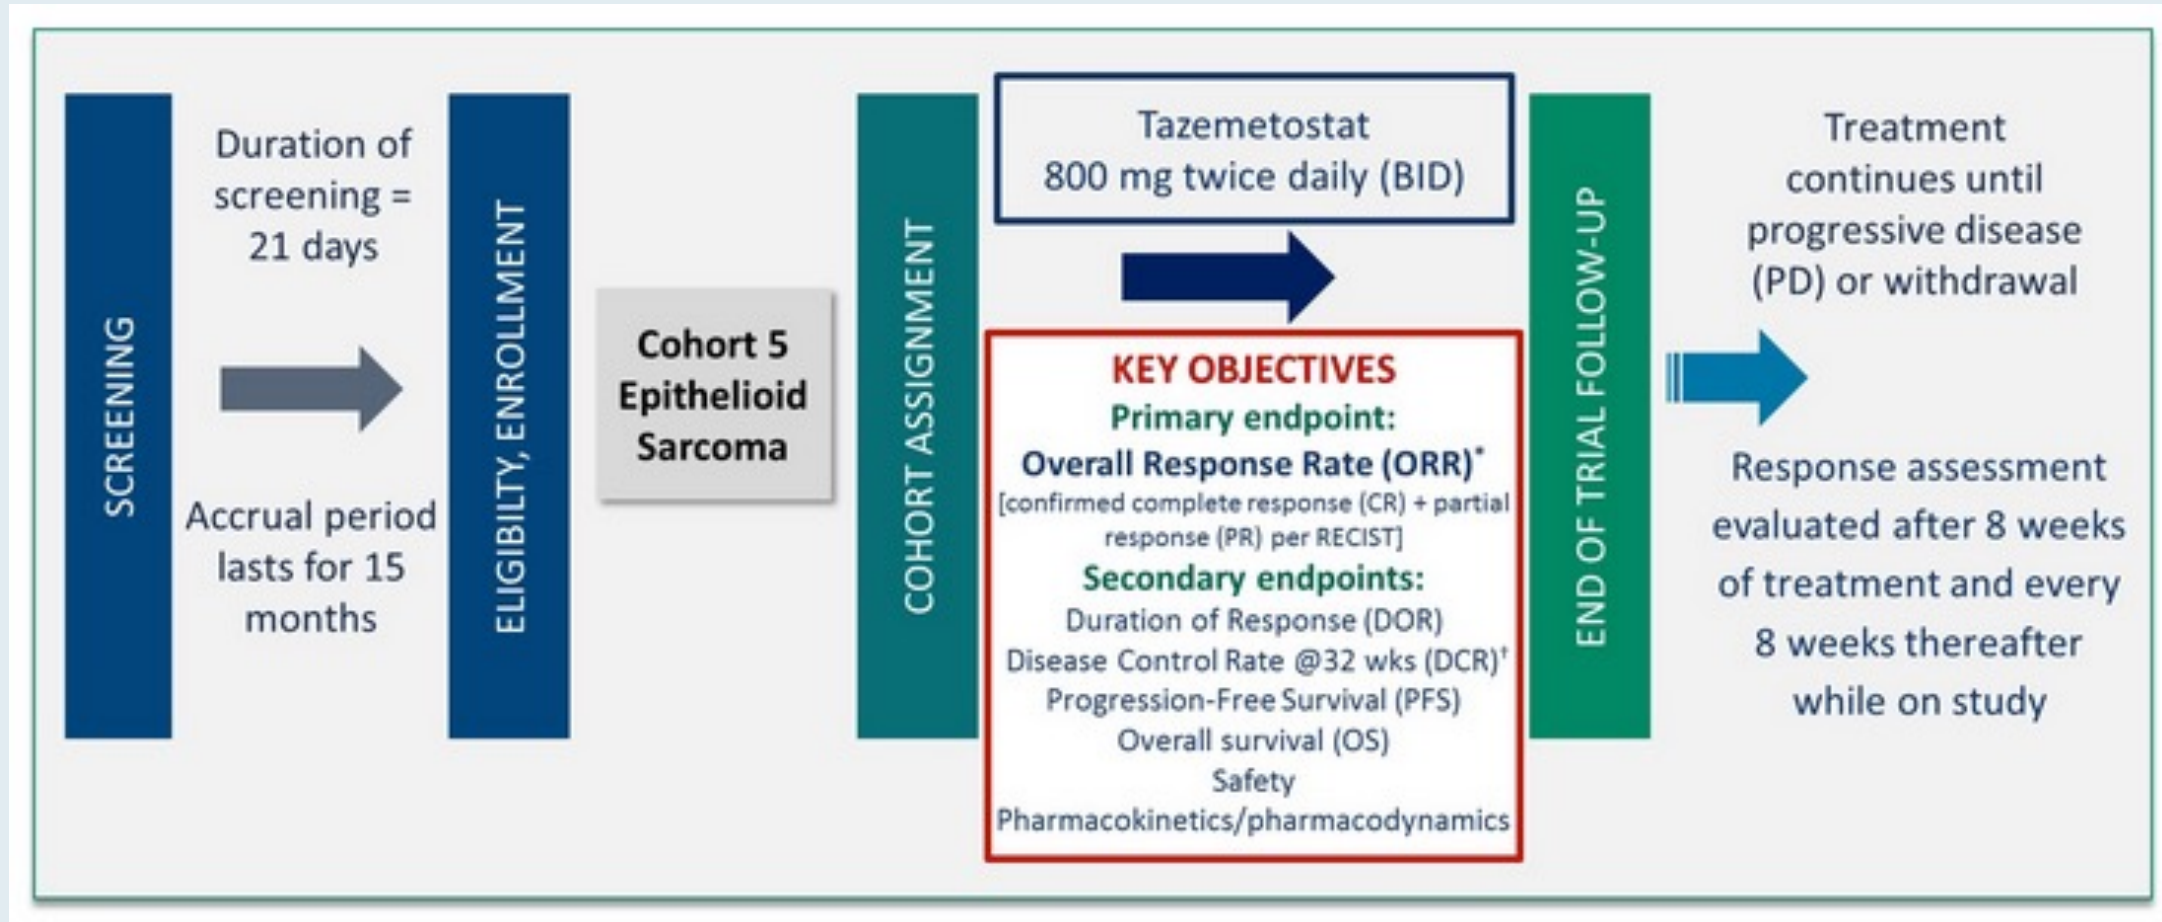 SCREENING
Duration of
screening =
21 days
Accrual period
lasts for 15
months
ELIGIBILTY, ENROLLMENT
Cohort 5
Epithelioid
Sarcoma
COHORT ASSIGNMENT
Tazemetostat
800 mg twice daily (BID)
KEY OBJECTIVES
Primary endpoint:
Overall Response Rate (ORR)*
[confirmed complete response (CR) + partial
response (PR) per RECIST]
Secondary endpoints:
Duration of Response (DOR)
Disease Control Rate @32 wks (DCR)†
Progression-Free Survival (PFS)
Overall survival (OS)
Safety
Pharmacokinetics/pharmacodynamics
END OF TRIAL FOLLOW-UP
Treatment
continues until
progressive disease
(PD) or withdrawal
Response assessment
evaluated after 8 weeks
of treatment and every
8 weeks thereafter
while on study